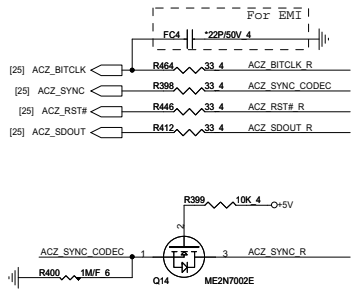 For EMI
FC4 *22P/50V_4
[25] ACZ_BITCLK R464 33_4 ACZ_BITCLK_R
[25] ACZ_SYNC R398 33_4 ACZ_SYNC_CODEC
[25] ACZ_RST# R446 33_4 ACZ_RST#_R
[25] ACZ_SDOUT R412 33_4 ACZ_SDOUT_R
R399 10K_4 +5V
2
ACZ_SYNC_CODEC 1 3 ACZ_SYNC_R
R400 1M/F_6
Q14 ME2N7002E